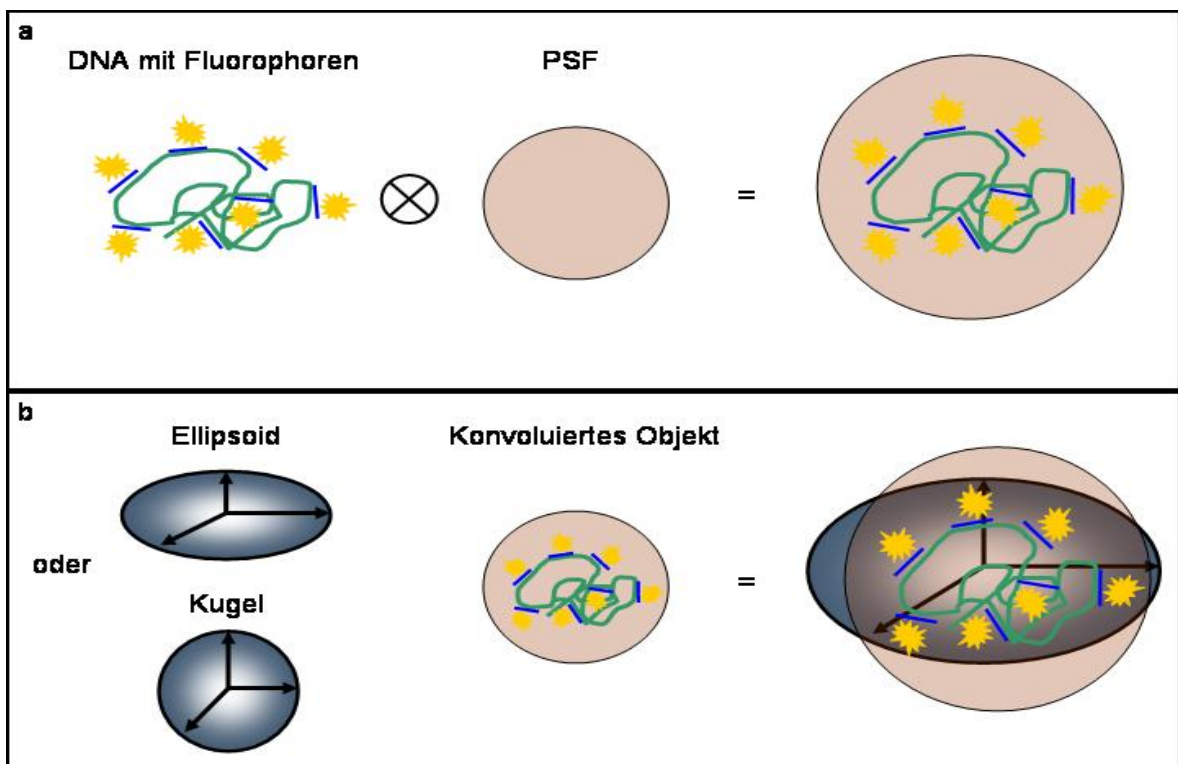 a
DNA mit Fluorophoren
PSF
=
b
Ellipsoid
Konvoluiertes Objekt
oder
=
Kugel